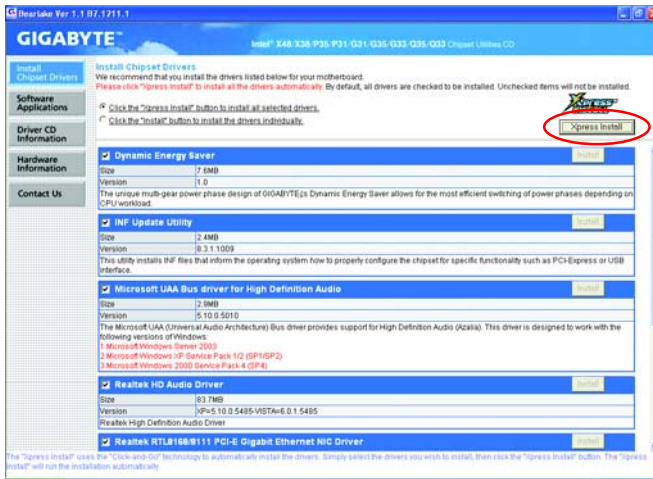 Bearlake Ver 1.1 B7.1211.1
GIGABYTE™
Intel® X48/X38/P35/P31/G31/G35/G33/Q35/Q33 Chipset Utilities CD
Install
Chipset Drivers
Software
Applications
Driver CD
Information
Hardware
Information
Contact Us
Install Chipset Drivers
We recommend that you install the drivers listed below for your motherboard.
Please click "Xpress Install" to install all the drivers automatically. By default, all drivers are checked to be installed. Unchecked items will not be installed.
Click the "Xpress Install" button to install all selected drivers.
Click the "Install" button to install the drivers individually.
Xpress
Xpress Install
Dynamic Energy Saver
Install
Size 7.6MB
Version 1.0
The unique multi-gear power phase design of GIGABYTE¡¦s Dynamic Energy Saver allows for the most efficient switching of power phases depending on
CPU workload.
INF Update Utility
Install
Size 2.4MB
Version 8.3.1.1009
This utility installs INF files that inform the operating system how to properly configure the chipset for specific functionality such as PCI-Express or USB
interface.
Microsoft UAA Bus driver for High Definition Audio
Install
Size 2.9MB
Version 5.10.0.5010
The Microsoft UAA (Universal Audio Architecture) Bus driver provides support for High Definition Audio (Azalia). This driver is designed to work with the
following versions of Windows:
1.Microsoft Windows Server 2003
2.Microsoft Windows XP Service Pack 1/2 (SP1/SP2)
3.Microsoft Windows 2000 Service Pack 4 (SP4)
Realtek HD Audio Driver
Install
Size 83.7MB
Version XP=5.10.0.5485-VISTA=6.0.1.5485
Realtek High Definition Audio Driver
Realtek RTL8168/8111 PCI-E Gigabit Ethernet NIC Driver
Install
The "Xpress Install" uses the "Click-and-Go" technology to automatically install the drivers. Simply select the drivers you wish to install, then click the "Xpress Install" button. The "Xpress
Install" will run the installation automatically.